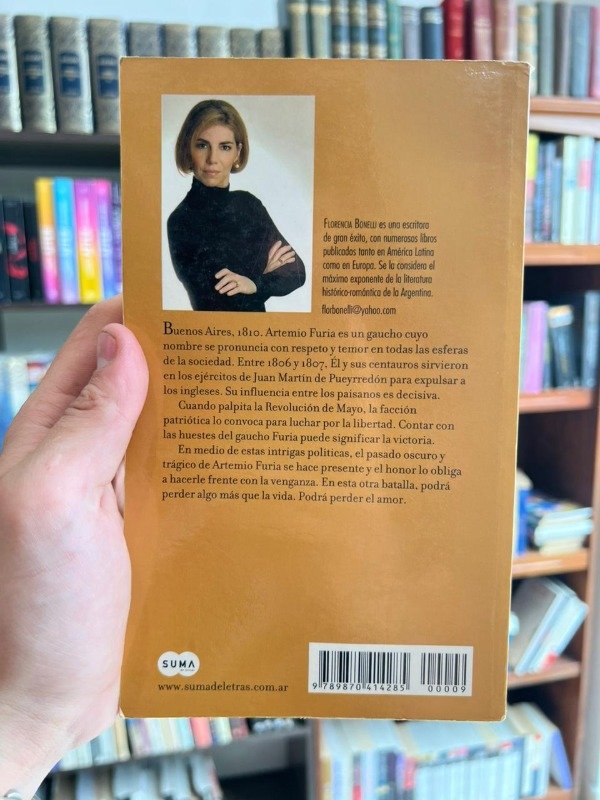 FLORENCIA BONELLI es una escritora
de gran éxito, con numerosos libros
publicados tanto en América Latina
como en Europa. Se la considera el
máximo exponente de la literatura
histórico-romántica de la Argentina.
florbonelli@yahoo.com
Buenos Aires, 1810. Artemio Furia es un gaucho cuyo
nombre se pronuncia con respeto y temor en todas las esferas
de la sociedad. Entre 1806 y 1807, Él y sus centauros sirvieron
en los ejércitos de Juan Martín de Pueyrredón para expulsar a
los ingleses. Su influencia entre los paisanos es decisiva.
Cuando palpita la Revolución de Mayo, la facción
patriótica lo convoca para luchar por la libertad. Contar con
las huestes del gaucho Furia puede significar la victoria.
En medio de estas intrigas políticas, el pasado oscuro y
trágico de Artemio Furia se hace presente y el honor lo obliga
a hacerle frente con la venganza. En esta otra batalla, podrá
perder algo más que la vida. Podrá perder el amor.
SUMA
www.sumadeletras.com.ar
9 789870 414285
00009